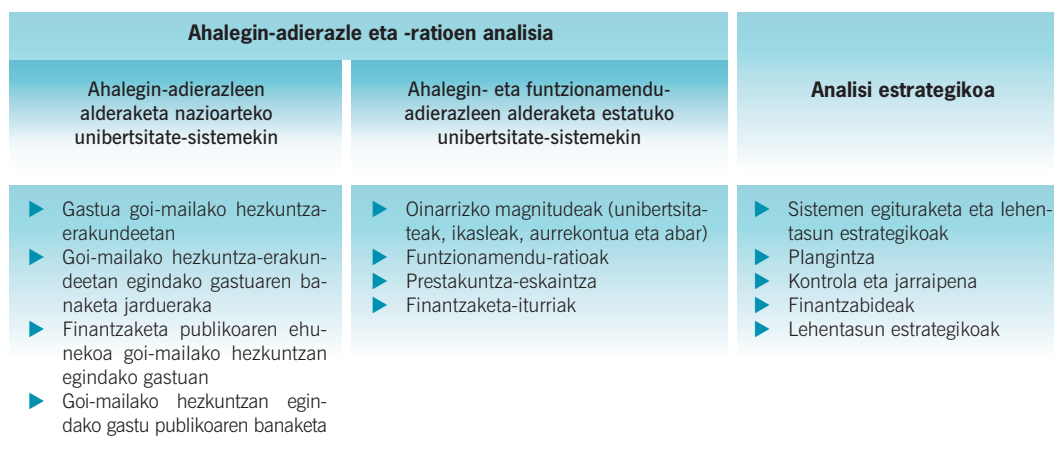 Ahalegin-adierazle eta -ratioen analisia
Ahalegin-adierazleen
alderaketa nazioarteko
unibertsitate-sistemekin
Ahalegin- eta funtzionamendu-
adierazleen alderaketa estatuko
unibertsitate-sistemekin
Analisi estrategikoa
Gastua goi-mailako hezkuntza-
erakundeetan
Goi-mailako hezkuntza-erakun-
deetan egindako gastuaren ba-
naketa jardueraka
Finantzaketa publikoaren ehu-
nekoa goi-mailako hezkuntzan
egindako gastuan
Goi-mailako hezkuntzan egin-
dako gastu publikoaren banaketa
Oinarrizko magnitudeak (unibertsita-
teak, ikasleak, aurrekontua eta abar)
Funtzionamendu-ratioak
Prestakuntza-eskaintza
Finantzaketa-iturriak
Sistemen egituraketa eta lehen-
tasun estrategikoak
Plangintza
Kontrola eta jarraipena
Finantzabideak
Lehentasun estrategikoak